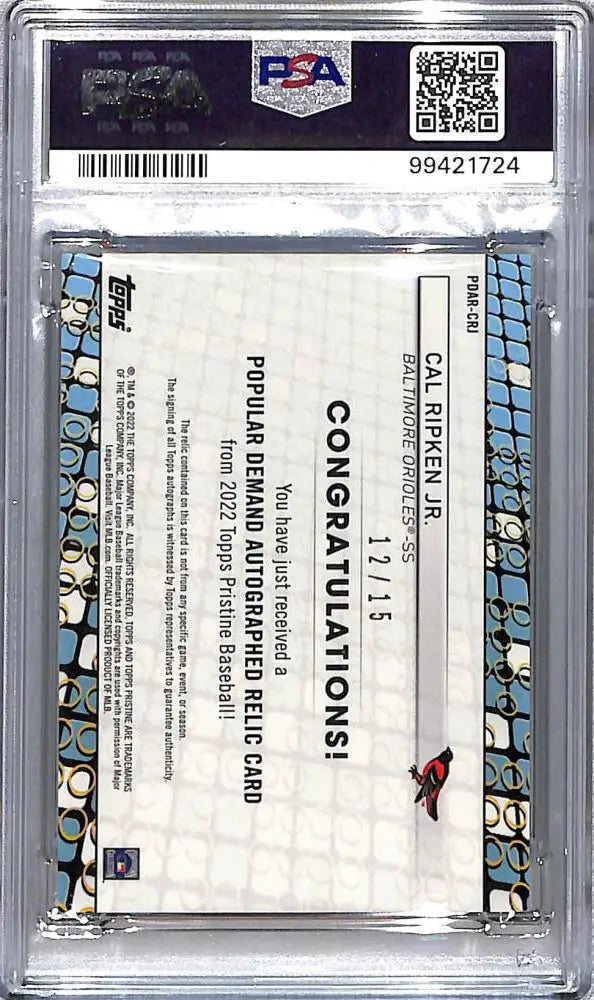 PSA
PSA
99421724
PDAR-CRJ
CAL RIPKEN JR.
BALTIMORE ORIOLES®-SS
12/15
CONGRATULATIONS!
You have just received a
POPULAR DEMAND AUTOGRAPHED RELIC CARD
from 2022 Topps Pristine Baseball!
The relic contained on this card is not from any specific game, event, or season.
The signing of all Topps autographs is witnessed by Topps representatives to guarantee authenticity.
topps
®, TM & © 2022 THE TOPPS COMPANY, INC. ALL RIGHTS RESERVED. TOPPS AND TOPPS PRISTINE ARE TRADEMARKS
OF THE TOPPS COMPANY, INC. Major League Baseball trademarks and copyrights are used with permission of Major
League Baseball. Visit MLB.com. OFFICIALLY LICENSED PRODUCT OF MLB.